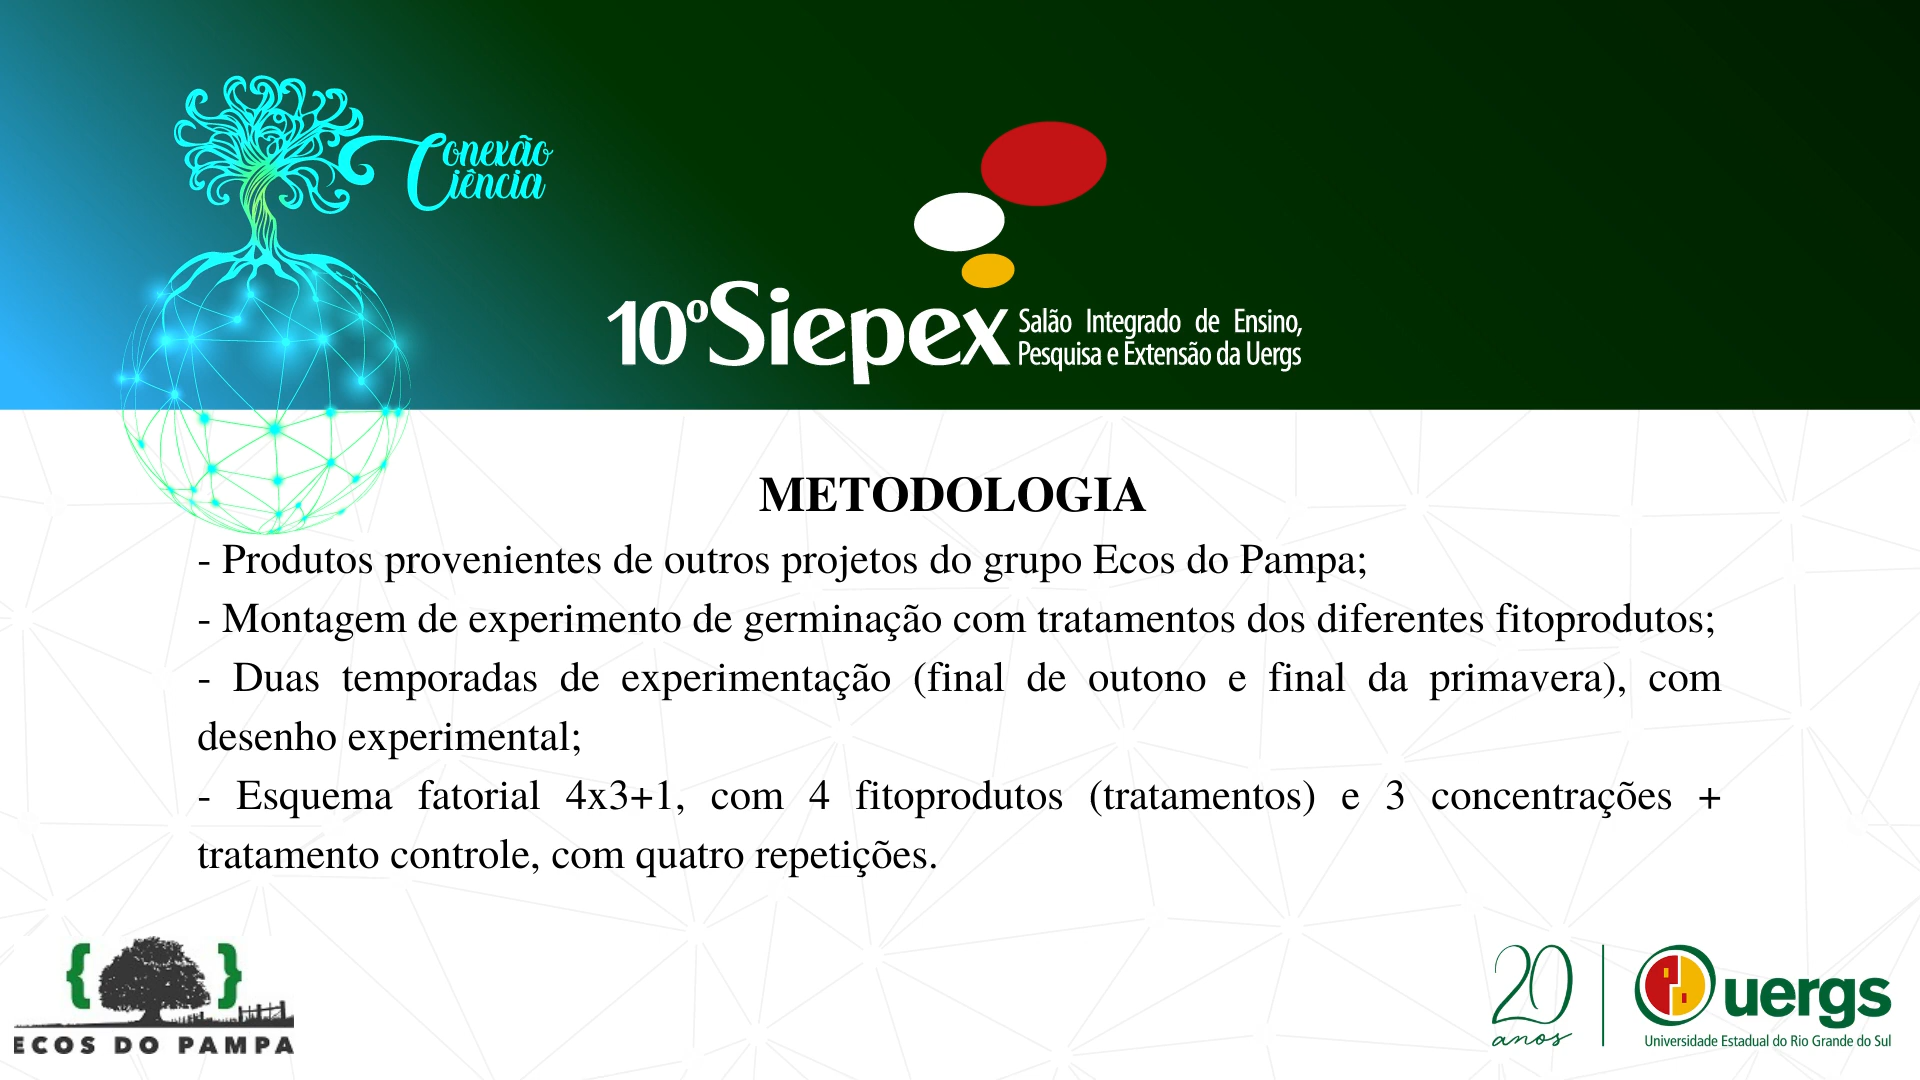 Conexão
Ciência
10º Siepex
Salão Integrado de Ensino,
Pesquisa e Extensão da Uergs
METODOLOGIA
- Produtos provenientes de outros projetos do grupo Ecos do Pampa;
- Montagem de experimento de germinação com tratamentos dos diferentes fitoprodutos;
- Duas temporadas de experimentação (final de outono e final da primavera), com
desenho experimental;
- Esquema fatorial 4x3+1, com 4 fitoprodutos (tratamentos) e 3 concentrações +
tratamento controle, com quatro repetições.
ECOS DO PAMPA
20
anos
uergs
Universidade Estadual do Rio Grande do Sul